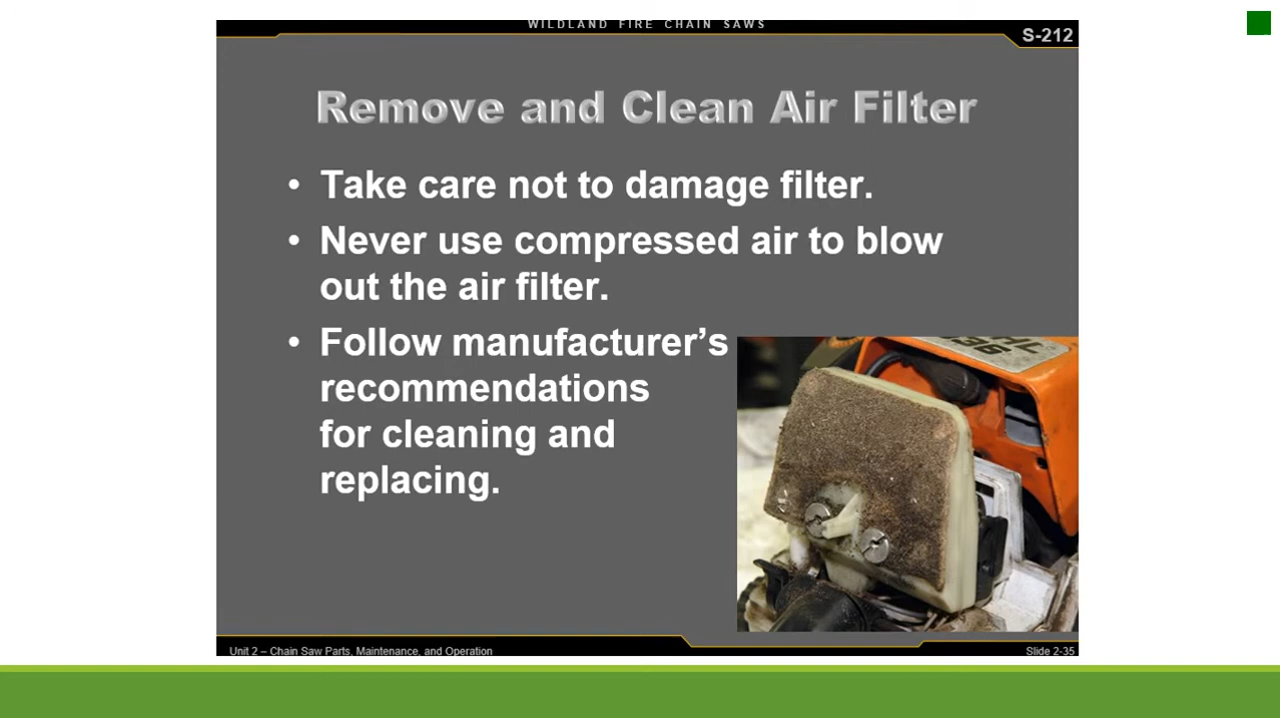 WILDLAND FIRE CHAIN SAWS
S-212
Remove and Clean Air Filter
• Take care not to damage filter.
• Never use compressed air to blow
out the air filter.
• Follow manufacturer's
recommendations
for cleaning and
replacing.
Unit 2 – Chain Saw Parts, Maintenance, and Operation
Slide 2-35